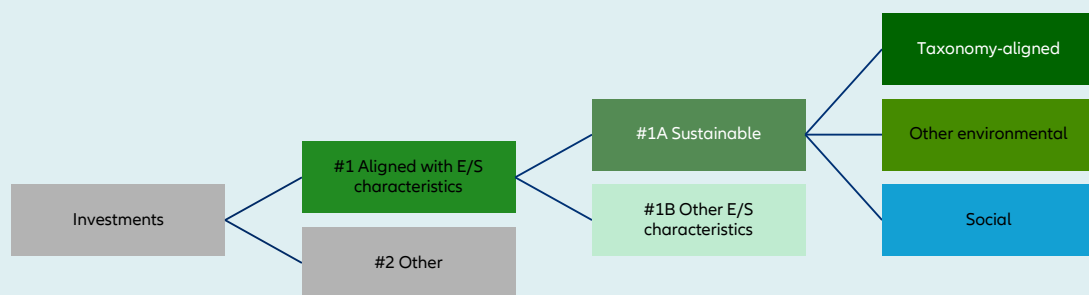 Investments
#1 Aligned with E/S
characteristics
#2 Other
#1A Sustainable
#1B Other E/S
characteristics
Taxonomy-aligned
Other environmental
Social